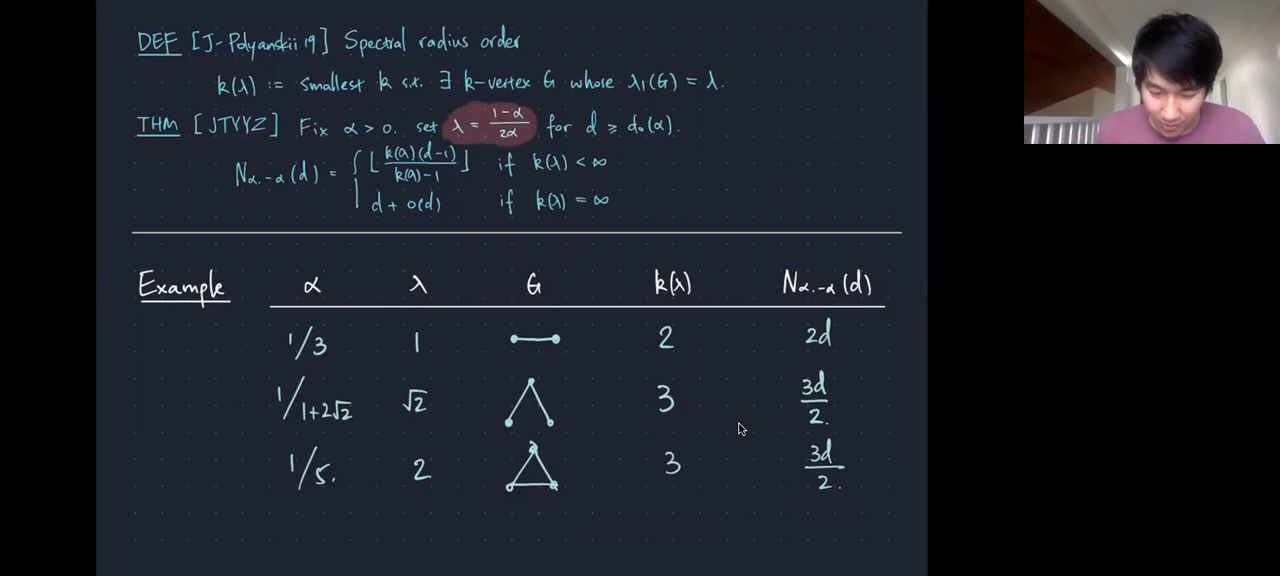 DEF [J-Polyanskii 19] Spectral radius order
k(λ) := smallest k s.t. ∃ k-vertex G whose λ₁(G) = λ.
THM [JTYYZ] Fix α > 0. set λ = (1-α)/(2α) for d ≥ d₀(α).
N_{α,-α}(d) = { ⌊k(λ)(d-1)/(k(λ)-1)⌋ if k(λ) < ∞
d + o(d) if k(λ) = ∞
Example α λ G k(λ) N_{α,-α}(d)
1/3 1 2 2d
1/1+2√2 √2 3 3d/2.
1/5. 2 3 3d/2.